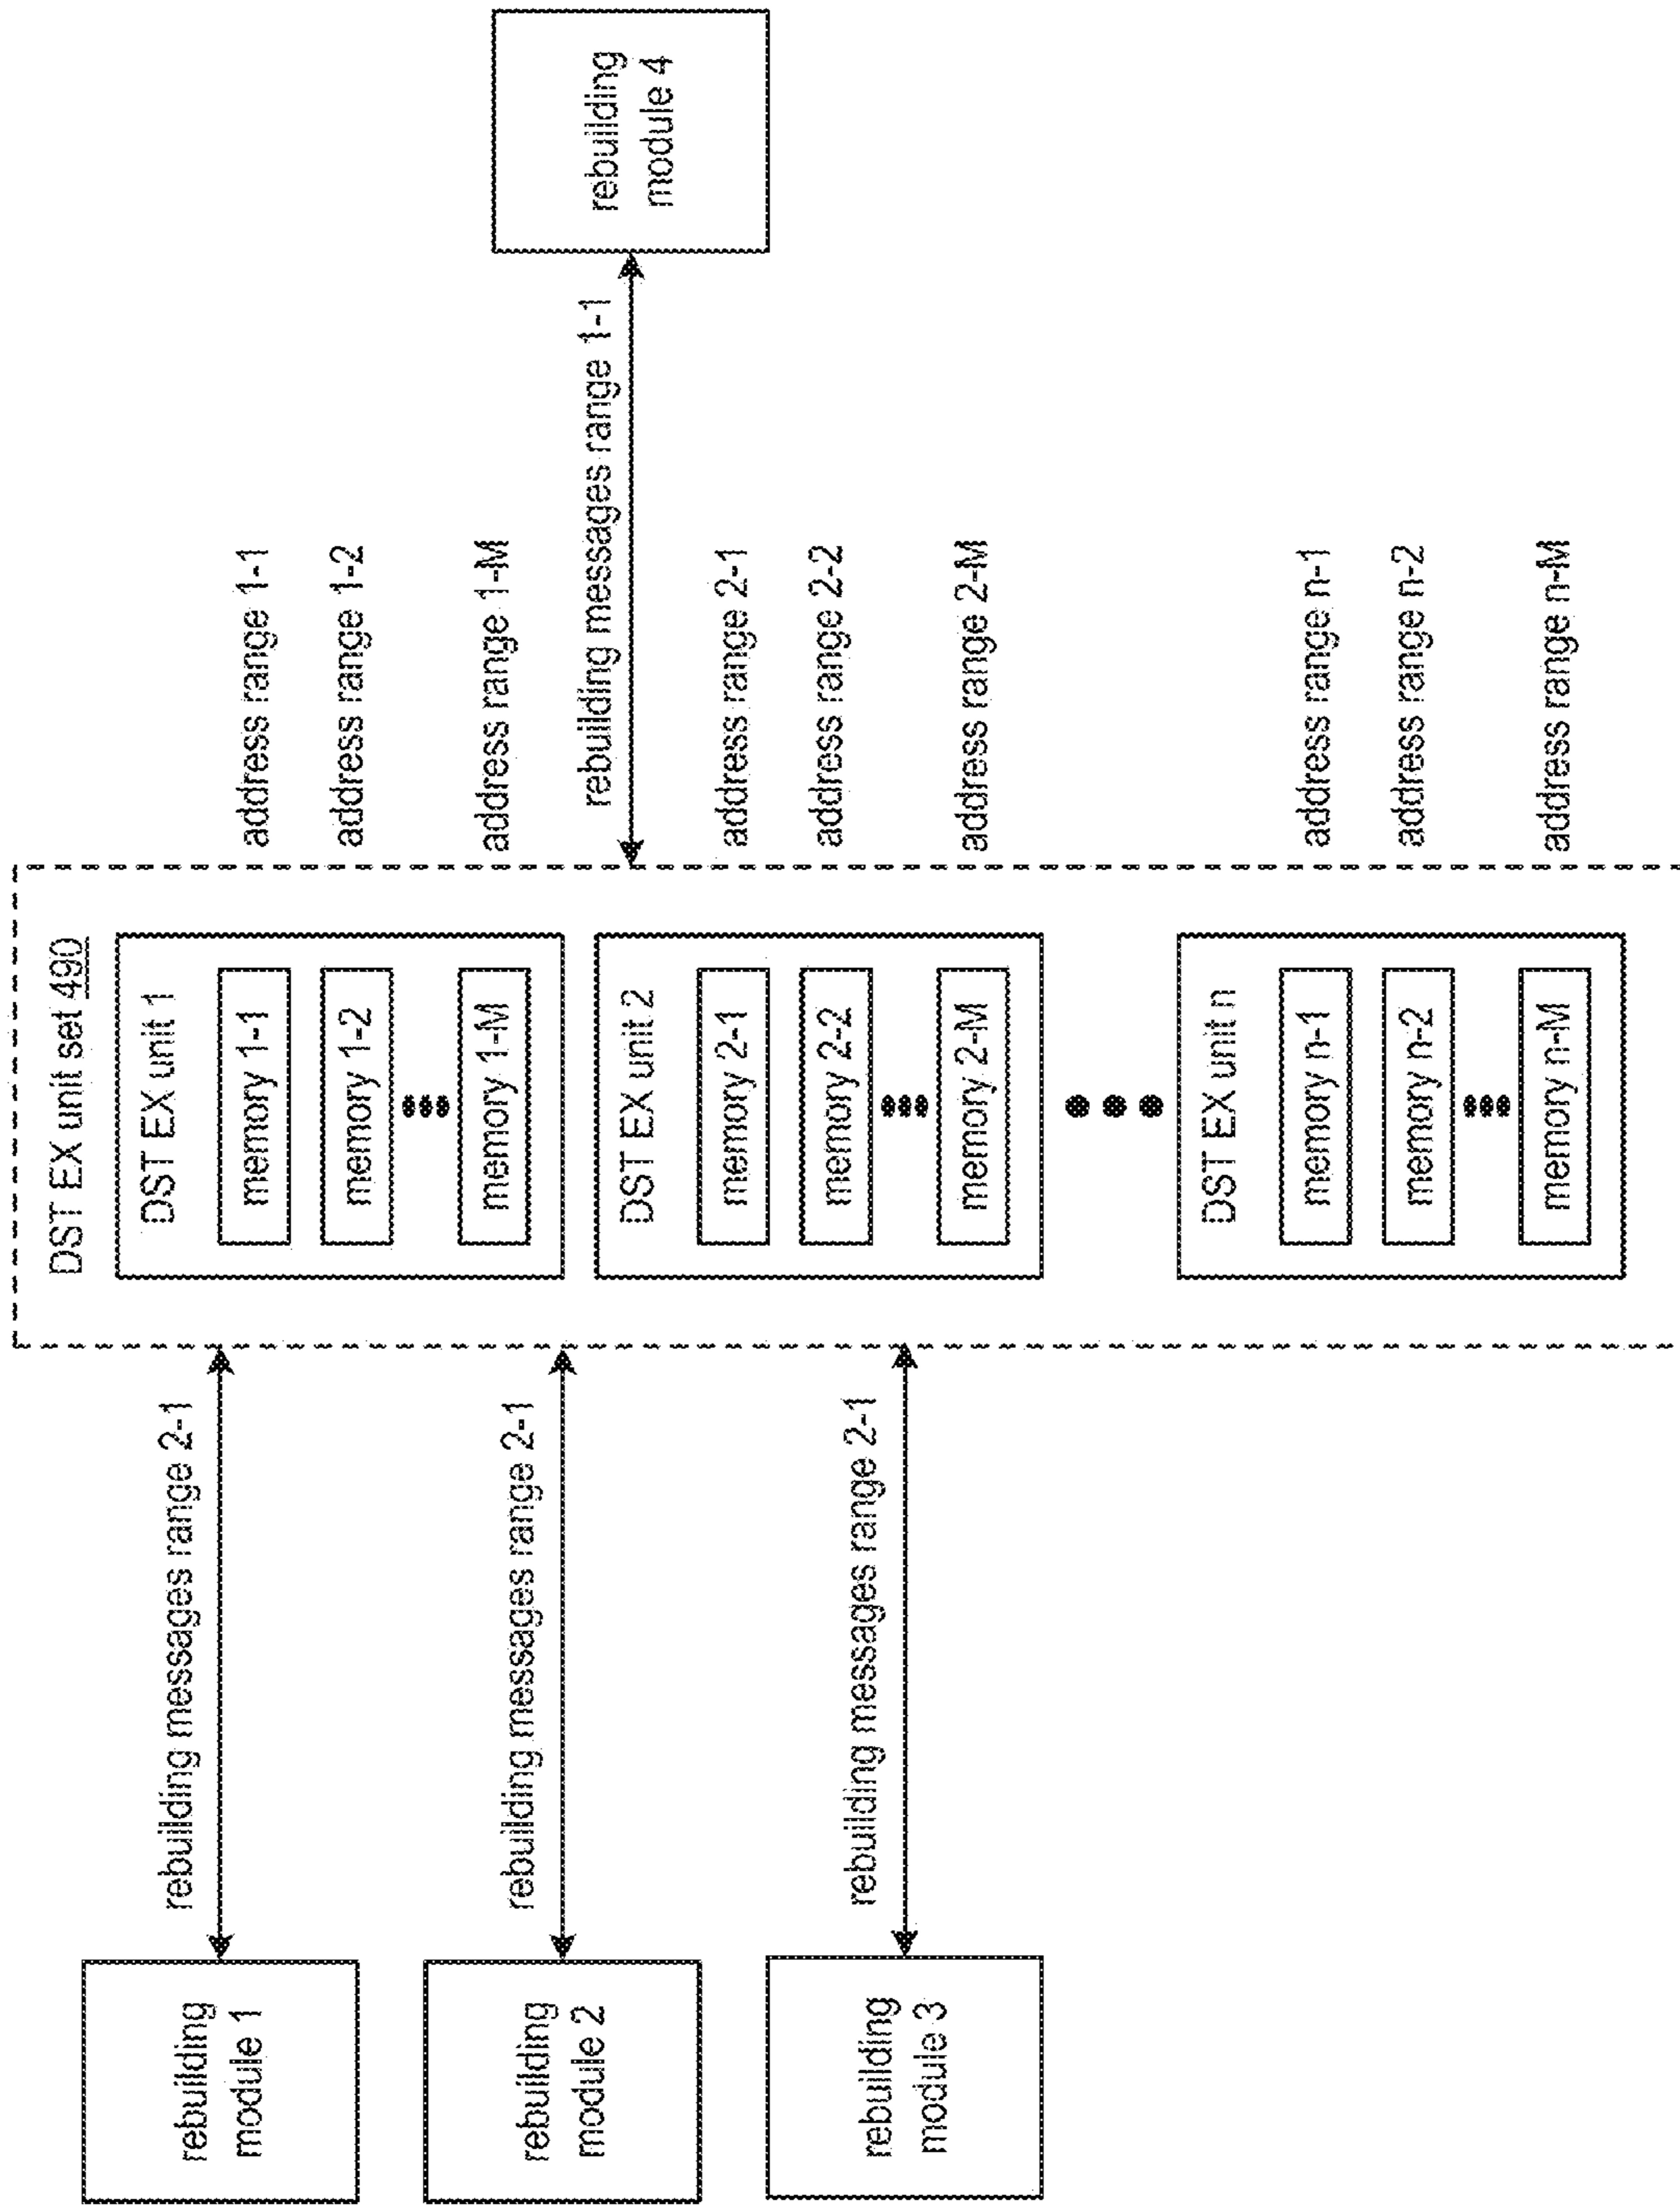 DST EX unit set 490
DST EX unit 1
memory 1-1
memory 1-2
memory 1-M
DST EX unit 2
memory 2-1
memory 2-2
memory 2-M
DST EX unit n
memory n-1
memory n-2
memory n-M
rebuilding
module 1
rebuilding messages range 2-1
rebuilding
module 2
rebuilding messages range 2-1
rebuilding
module 3
rebuilding messages range 2-1
address range 1-1
address range 1-2
address range 1-M
rebuilding messages range 1-1
rebuilding
module 4
address range 2-1
address range 2-2
address range 2-M
address range n-1
address range n-2
address range n-M